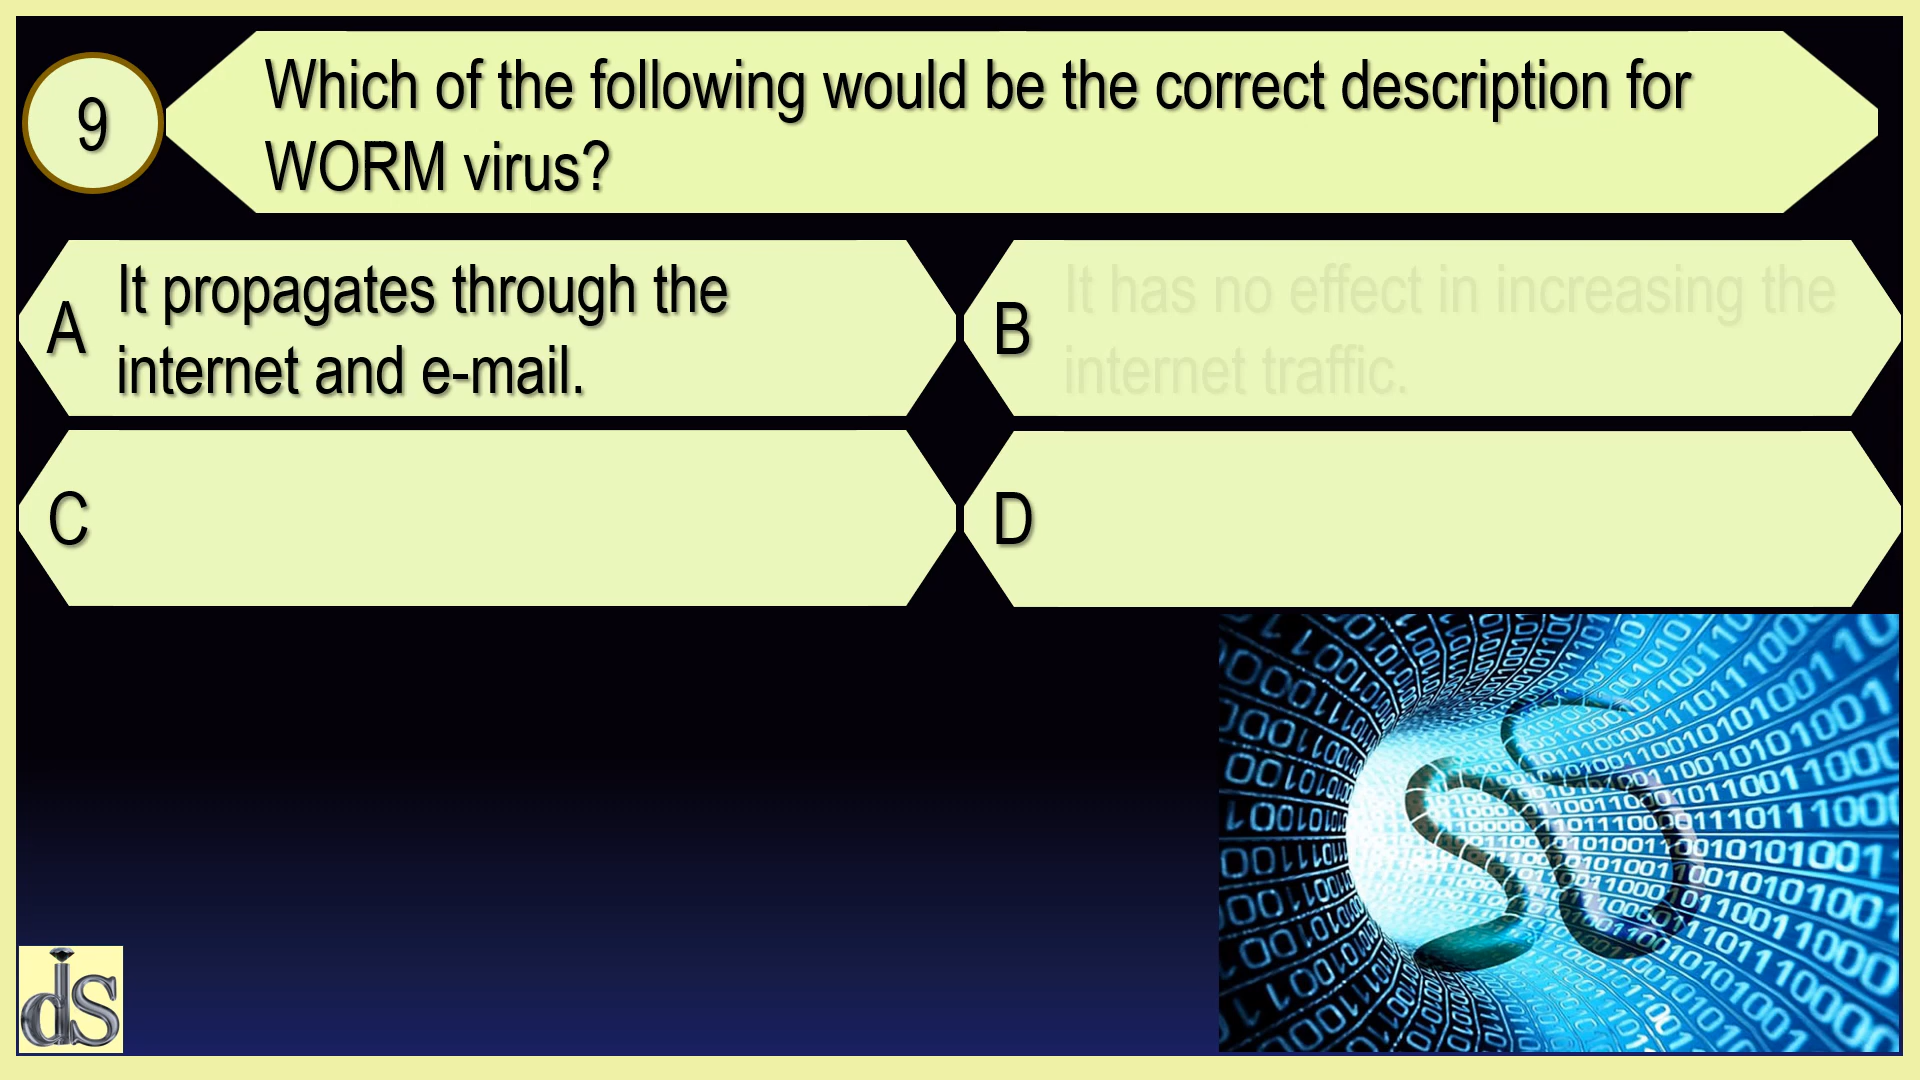 9
Which of the following would be the correct description for
WORM virus?
A
It propagates through the
internet and e-mail.
B
It has no effect in increasing the
internet traffic.
C
D
ds